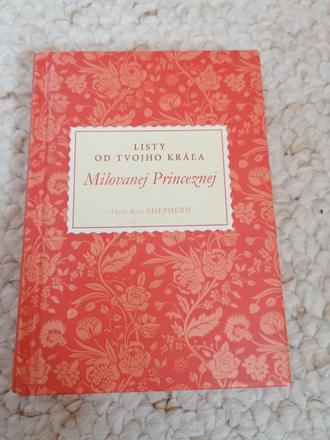 LISTY
OD TVOJHO KRÁĽA
Milovanej Princeznej
~Sheri Rose SHEPHERD~